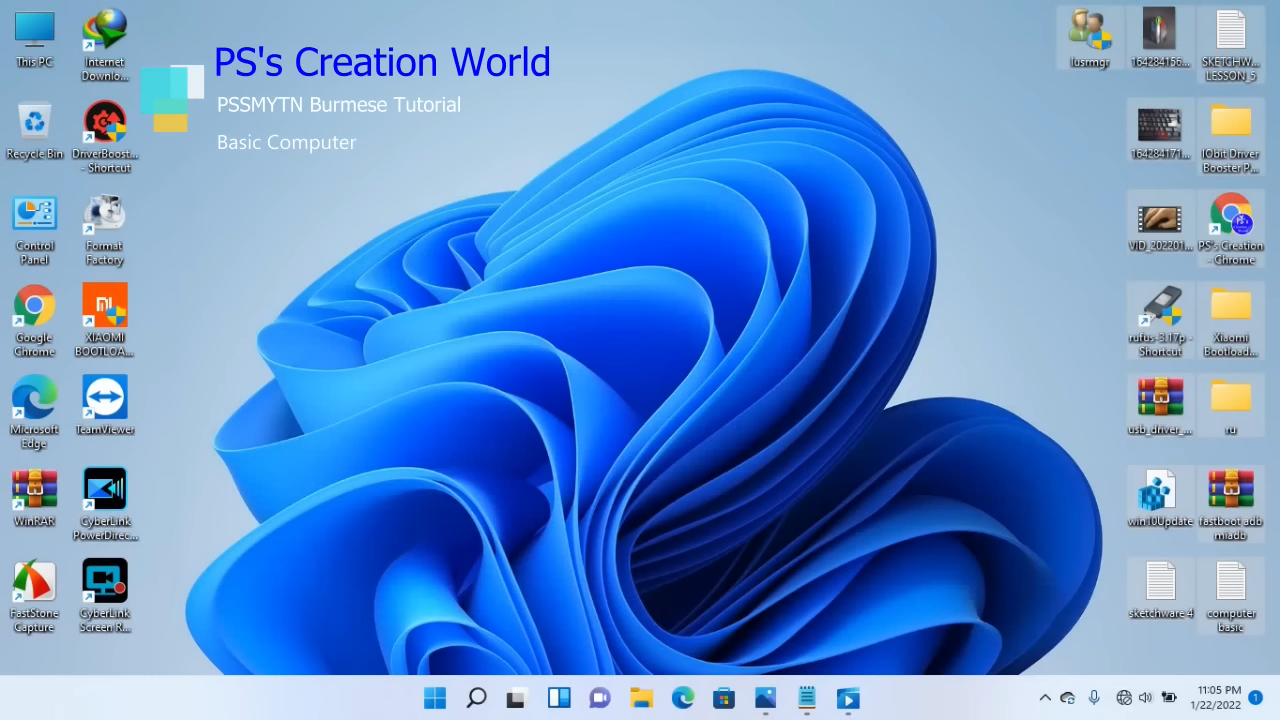 PS's Creation World
PSSMYTN Burmese Tutorial
Basic Computer
This PC
Internet
Downlo...
Recycle Bin
DriverBoost...
- Shortcut
Control
Panel
Format
Factory
Google
Chrome
XIAOMI
BOOTLOA...
Microsoft
Edge
TeamViewer
WinRAR
CyberLink
PowerDirec...
FastStone
Capture
CyberLink
Screen R...
lusrmgr
164284156...
SKETCHW...
LESSON_5
164284171...
IObit Driver
Booster P...
VID_202201...
PS's Creation
- Chrome
rufus-3.17p -
Shortcut
Xiaomi
Bootload...
usb_driver_...
ru
win10Update
fastboot adb
miadb
sketchware 4
computer
basic
11:05 PM
1/22/2022
1